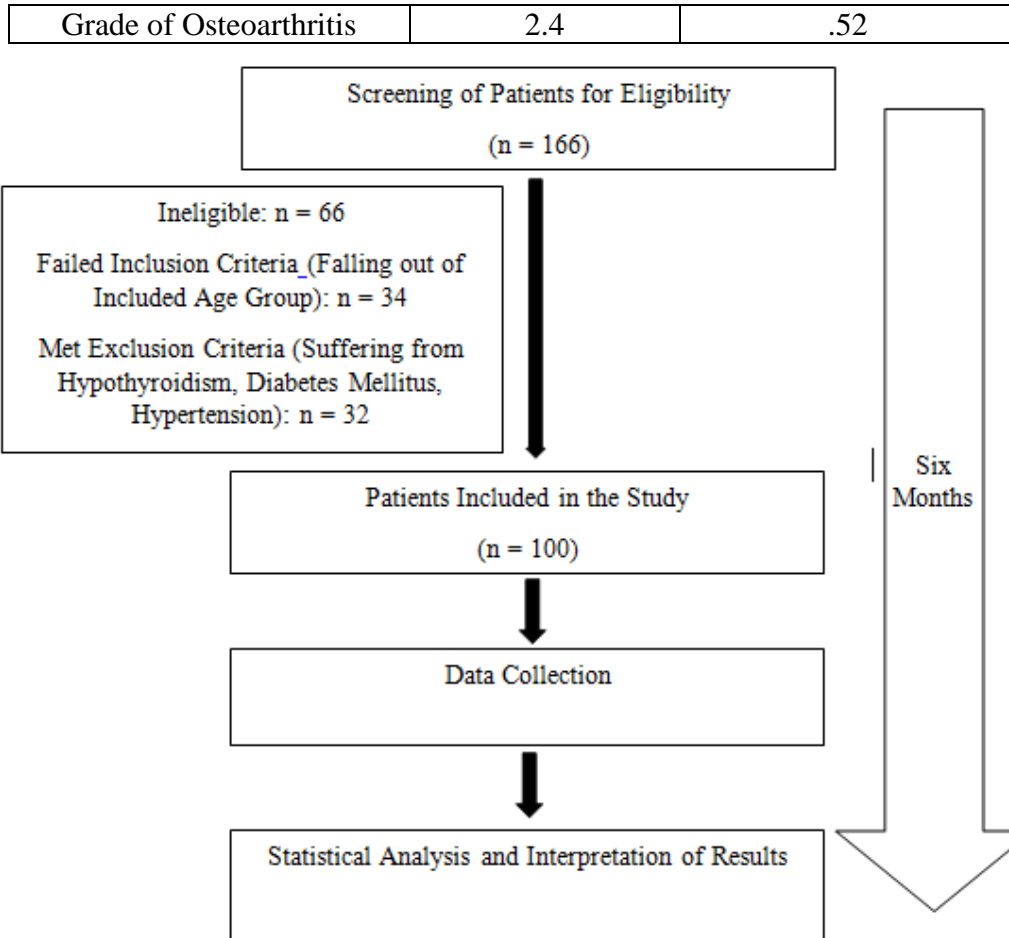 Grade of Osteoarthritis 2.4 .52
Screening of Patients for Eligibility
(n = 166)
Ineligible: n = 66
Failed Inclusion Criteria (Falling out of
Included Age Group): n = 34
Met Exclusion Criteria (Suffering from
Hypothyroidism, Diabetes Mellitus,
Hypertension): n = 32
Six
Months
Patients Included in the Study
(n = 100)
Data Collection
Statistical Analysis and Interpretation of Results